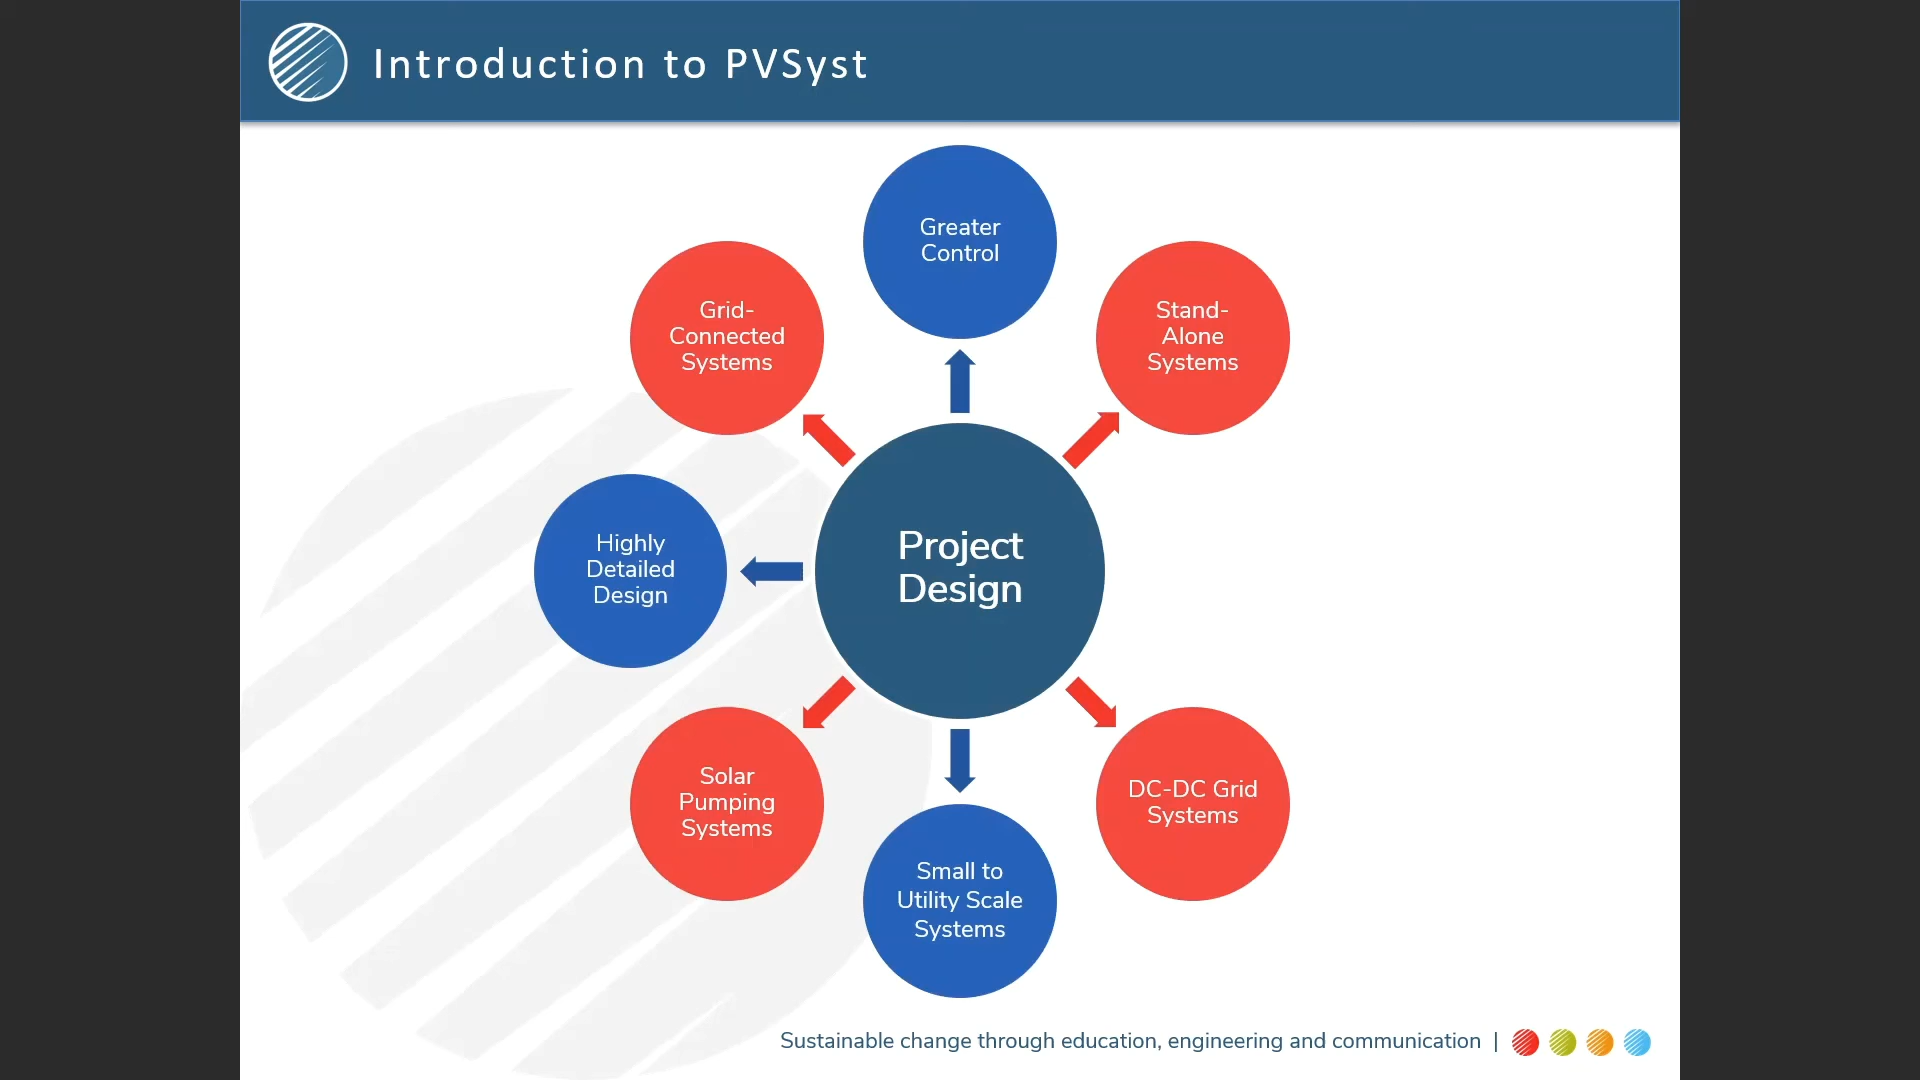 Introduction to PVSyst
Greater
Control
Grid-
Connected
Systems
Stand-
Alone
Systems
Highly
Detailed
Design
Project
Design
Solar
Pumping
Systems
DC-DC Grid
Systems
Small to
Utility Scale
Systems
Sustainable change through education, engineering and communication |